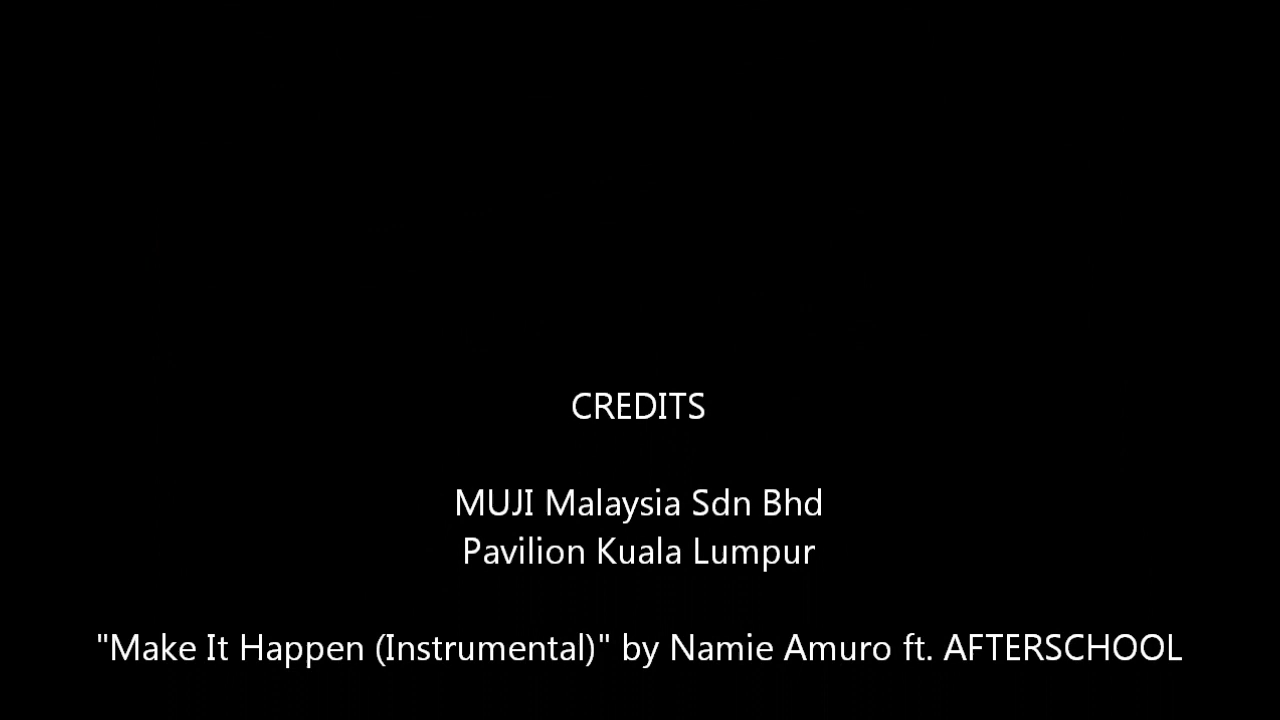 CREDITS
MUJI Malaysia Sdn Bhd
Pavilion Kuala Lumpur
"Make It Happen (Instrumental)" by Namie Amuro ft. AFTERSCHOOL